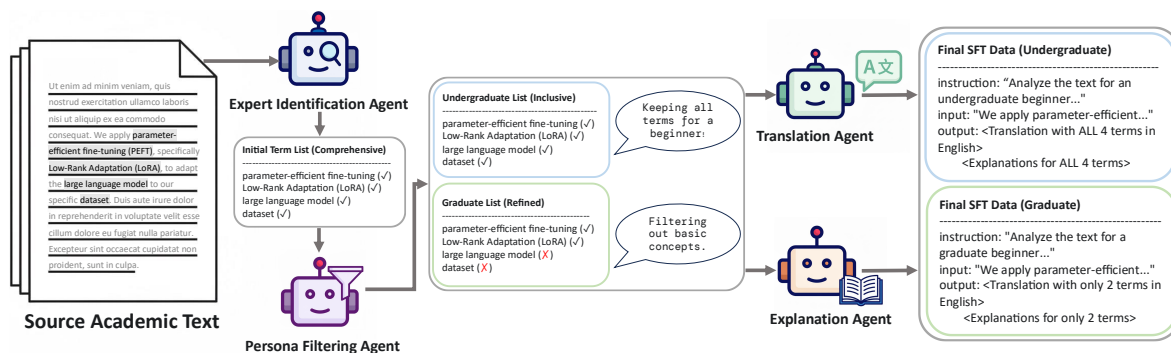 Ut enim ad minim veniam, quis
nostrud exercitation ullamco laboris
nisi ut aliquip ex ea commodo
consequat. We apply parameter-
efficient fine-tuning (PEFT), specifically
Low-Rank Adaptation (LoRA), to adapt
the large language model to our
specific dataset. Duis aute irure dolor
in reprehenderit in voluptate velit esse
cillum dolore eu fugiat nulla pariatur.
Excepteur sint occaecat cupidatat non
proident, sunt in culpa.
Source Academic Text
Expert Identification Agent
Initial Term List (Comprehensive)
parameter-efficient fine-tuning (✓)
Low-Rank Adaptation (LoRA) (✓)
large language model (✓)
dataset (✓)
Persona Filtering Agent
Undergraduate List (Inclusive)
parameter-efficient fine-tuning (✓)
Low-Rank Adaptation (LoRA) (✓)
large language model (✓)
dataset (✓)
Keeping all
terms for a
beginner!
Graduate List (Refined)
parameter-efficient fine-tuning (✓)
Low-Rank Adaptation (LoRA) (✓)
large language model (X)
dataset (X)
Filtering
out basic
concepts.
A文
Translation Agent
Explanation Agent
Final SFT Data (Undergraduate)
instruction: “Analyze the text for an
undergraduate beginner..."
input: "We apply parameter-efficient..."
output: <Translation with ALL 4 terms in
English>
<Explanations for ALL 4 terms>
Final SFT Data (Graduate)
instruction: "Analyze the text for a
graduate beginner..."
input: "We apply parameter-efficient..."
output: <Translation with only 2 terms in
English>
<Explanations for only 2 terms>